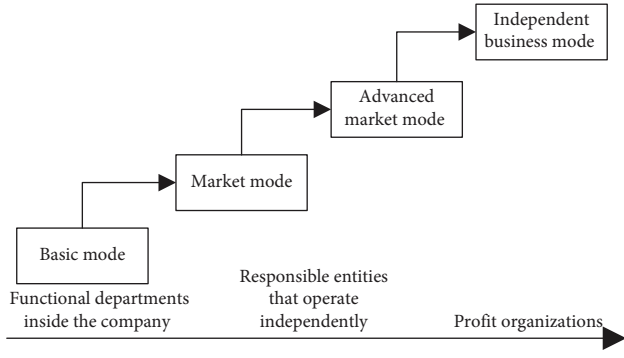 Independent
business mode
Advanced
market mode
Market mode
Basic mode
Functional departments
inside the company
Responsible entities
that operate
independently
Profit organizations